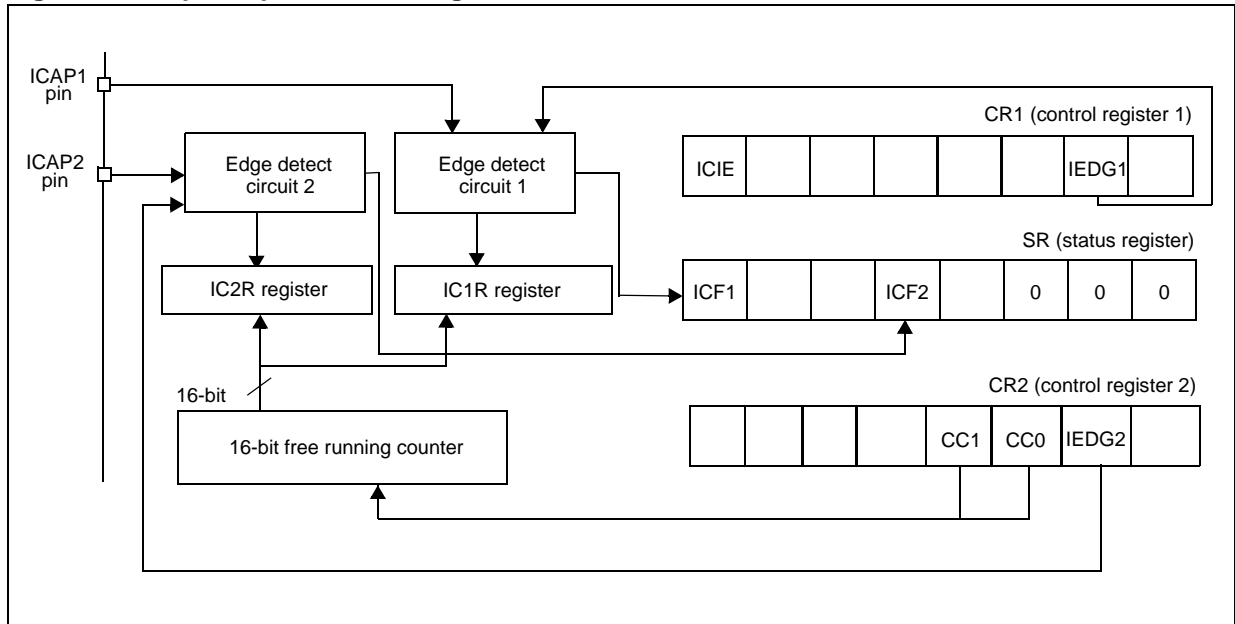 ICAP1
pin
ICAP2
pin
Edge detect
circuit 2
Edge detect
circuit 1
IC2R register
IC1R register
16-bit
16-bit free running counter
CR1 (control register 1)
ICIE IEDG1
SR (status register)
ICF1 ICF2 0 0 0
CR2 (control register 2)
CC1 CC0 IEDG2